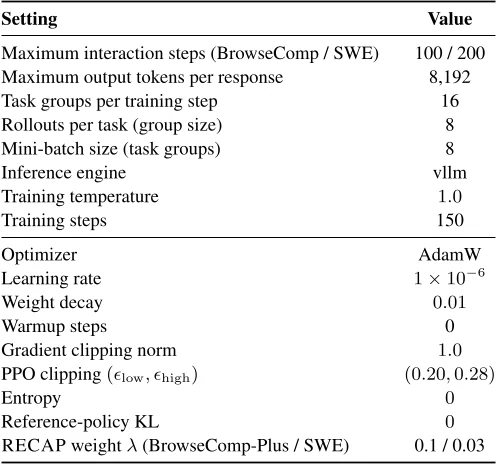 Setting Value
Maximum interaction steps (BrowseComp / SWE) 100 / 200
Maximum output tokens per response 8,192
Task groups per training step 16
Rollouts per task (group size) 8
Mini-batch size (task groups) 8
Inference engine vllm
Training temperature 1.0
Training steps 150
Optimizer AdamW
Learning rate 1 × 10⁻⁶
Weight decay 0.01
Warmup steps 0
Gradient clipping norm 1.0
PPO clipping (ϵlow, ϵhigh) (0.20, 0.28)
Entropy 0
Reference-policy KL 0
RECAP weight λ (BrowseComp-Plus / SWE) 0.1 / 0.03